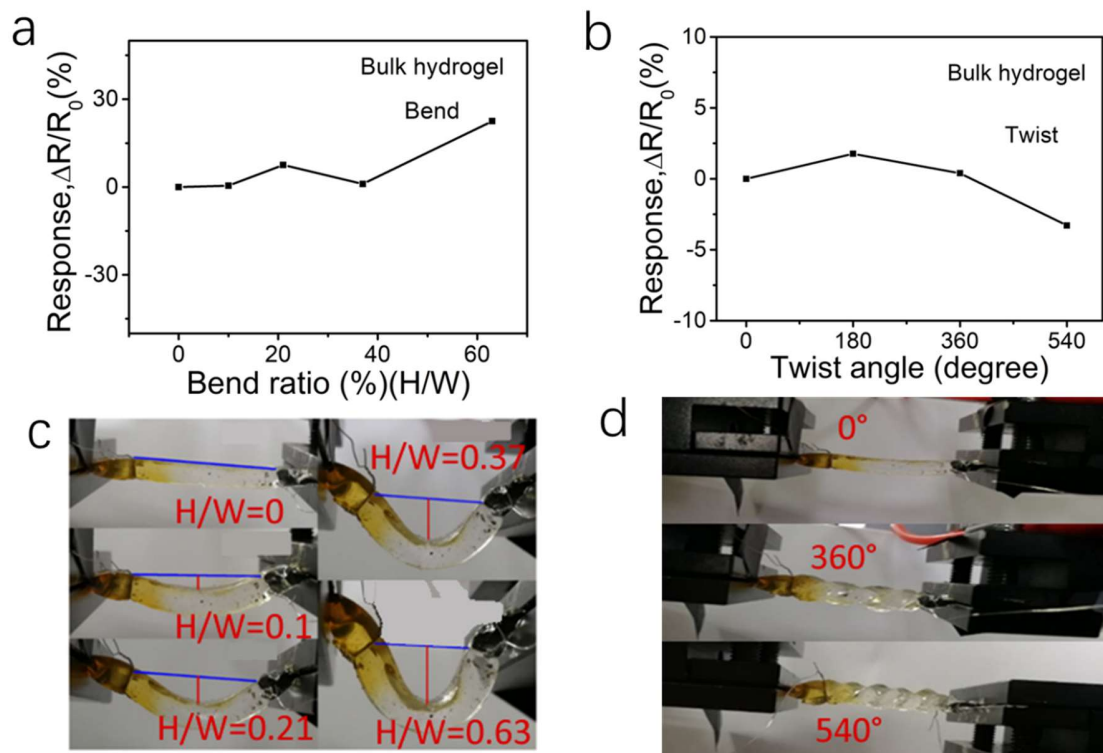 a
Response,ΔR/R₀(%)
30
0
-30
Bulk hydrogel
Bend
0 20 40 60
Bend ratio (%)(H/W)
b
Response,ΔR/R₀(%)
10
5
0
-5
-10
Bulk hydrogel
Twist
0 180 360 540
Twist angle (degree)
c
H/W=0
H/W=0.1
H/W=0.21
H/W=0.37
H/W=0.63
d
0°
360°
540°